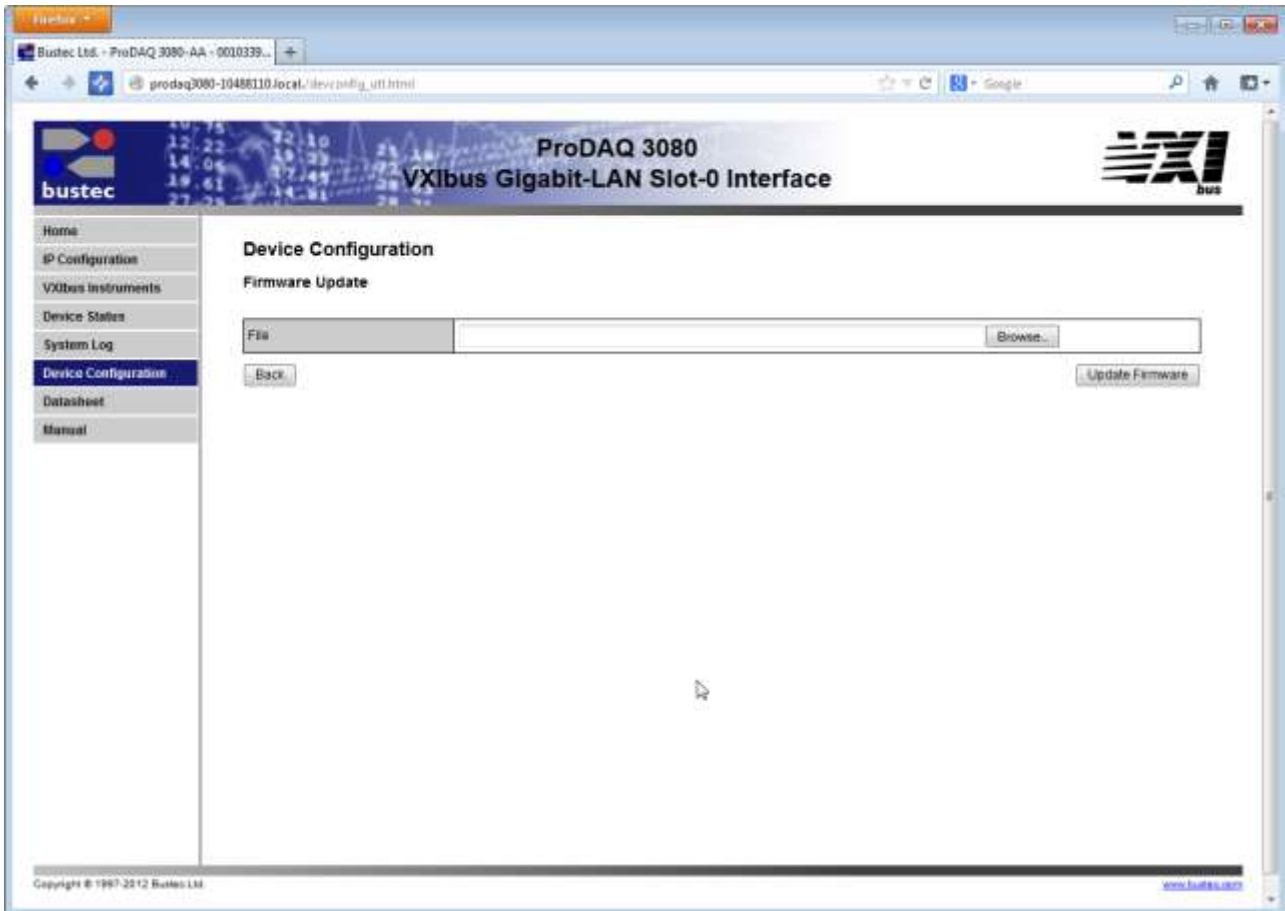 Firefox
Bustec Ltd. - ProDAQ 3080-AA - 0010339...
prodaq3080-10488110.local./devconfig_utl.html
Google
bustec
ProDAQ 3080
VXIbus Gigabit-LAN Slot-0 Interface
VXI
bus
Home
IP Configuration
VXIbus Instruments
Device Status
System Log
Device Configuration
Datasheet
Manual
Device Configuration
Firmware Update
File
Browse..
Back
Update Firmware
Copyright © 1997-2012 Bustec Ltd.
www.bustec.com